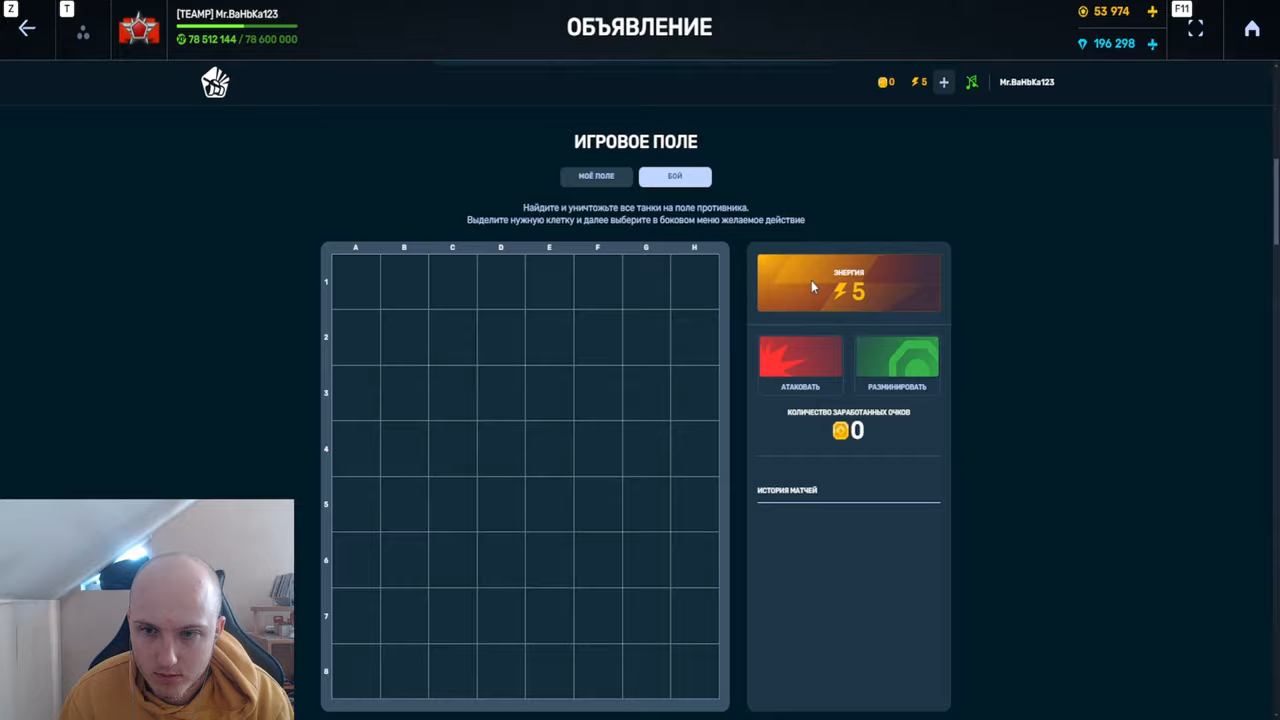 Z
T
[TEAMP] Mr.BaHbKa123
78 512 144 / 78 600 000
ОБЪЯВЛЕНИЕ
53 974
196 298
F11
0
5
Mr.BaHbKa123
ИГРОВОЕ ПОЛЕ
МОЁ ПОЛЕ
БОЙ
Найдите и уничтожьте все танки на поле противника.
Выделите нужную клетку и далее выберите в боковом меню желаемое действие
A B C D E F G H
1
2
3
4
5
6
7
8
ЭНЕРГИЯ
5
АТАКОВАТЬ
РАЗМИНИРОВАТЬ
КОЛИЧЕСТВО ЗАРАБОТАННЫХ ОЧКОВ
0
ИСТОРИЯ МАТЧЕЙ